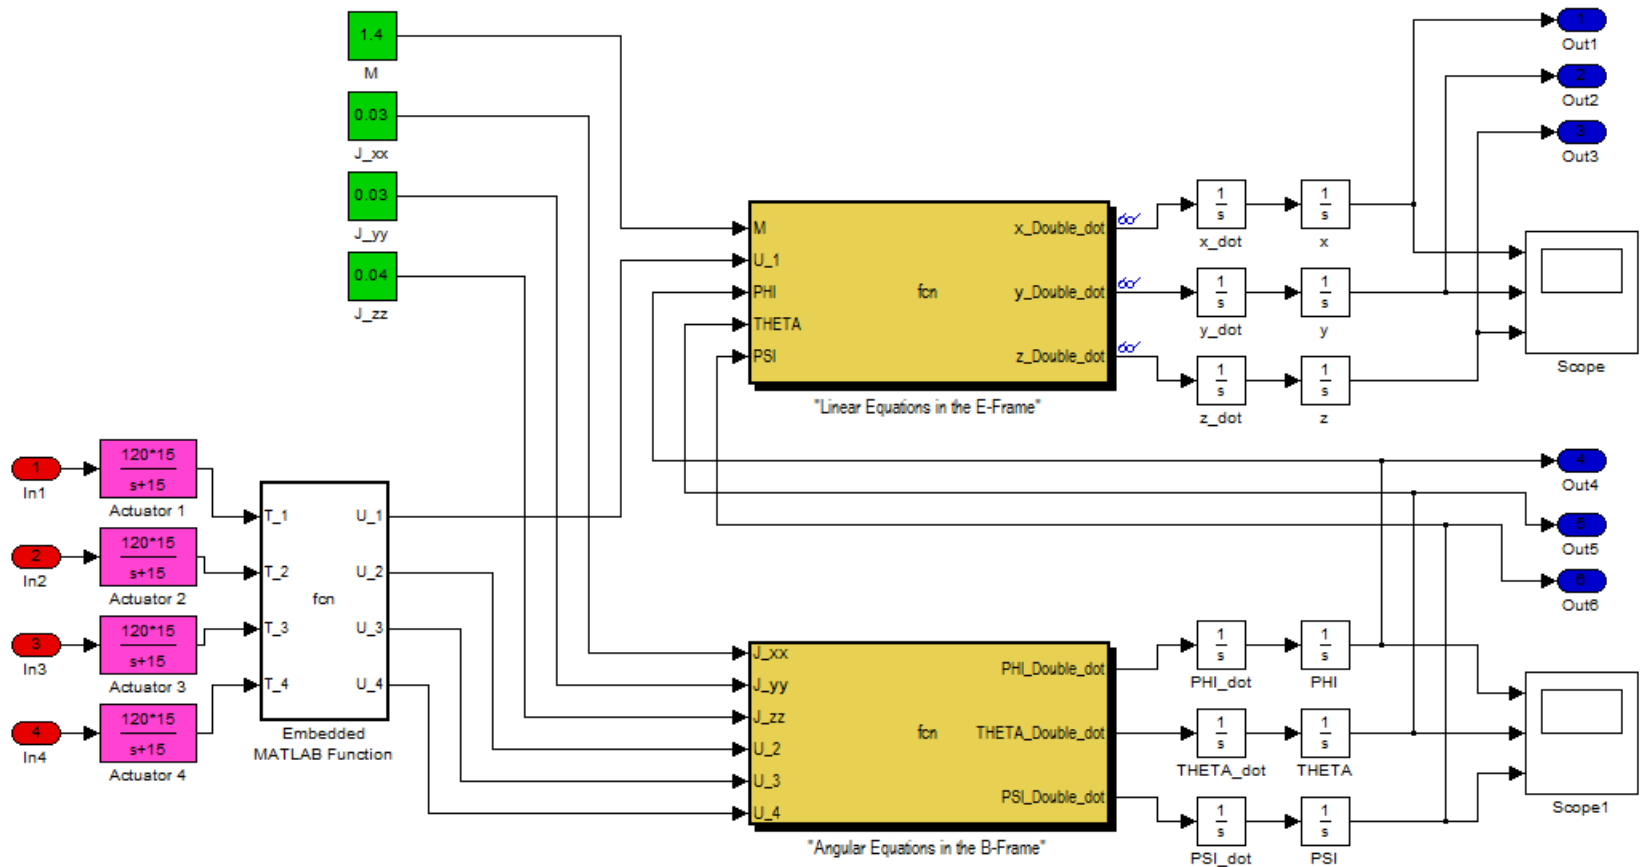 1.4
M
0.03
J_xx
0.03
J_yy
0.04
J_zz
1
In1
120*15
s+15
Actuator 1
2
In2
120*15
s+15
Actuator 2
3
In3
120*15
s+15
Actuator 3
4
In4
120*15
s+15
Actuator 4
T_1
T_2
T_3
T_4
fcn
U_1
U_2
U_3
U_4
Embedded
MATLAB Function
M
U_1
PHI
THETA
PSI
fcn
x_Double_dot
y_Double_dot
z_Double_dot
"Linear Equations in the E-Frame"
1
s
x_dot
1
s
x
1
s
y_dot
1
s
y
1
s
z_dot
1
s
z
1
Out1
2
Out2
3
Out3
Scope
4
Out4
5
Out5
6
Out6
J_xx
J_yy
J_zz
U_2
U_3
U_4
fcn
PHI_Double_dot
THETA_Double_dot
PSI_Double_dot
"Angular Equations in the B-Frame"
1
s
PHI_dot
1
s
PHI
1
s
THETA_dot
1
s
THETA
1
s
PSI_dot
1
s
PSI
Scope1